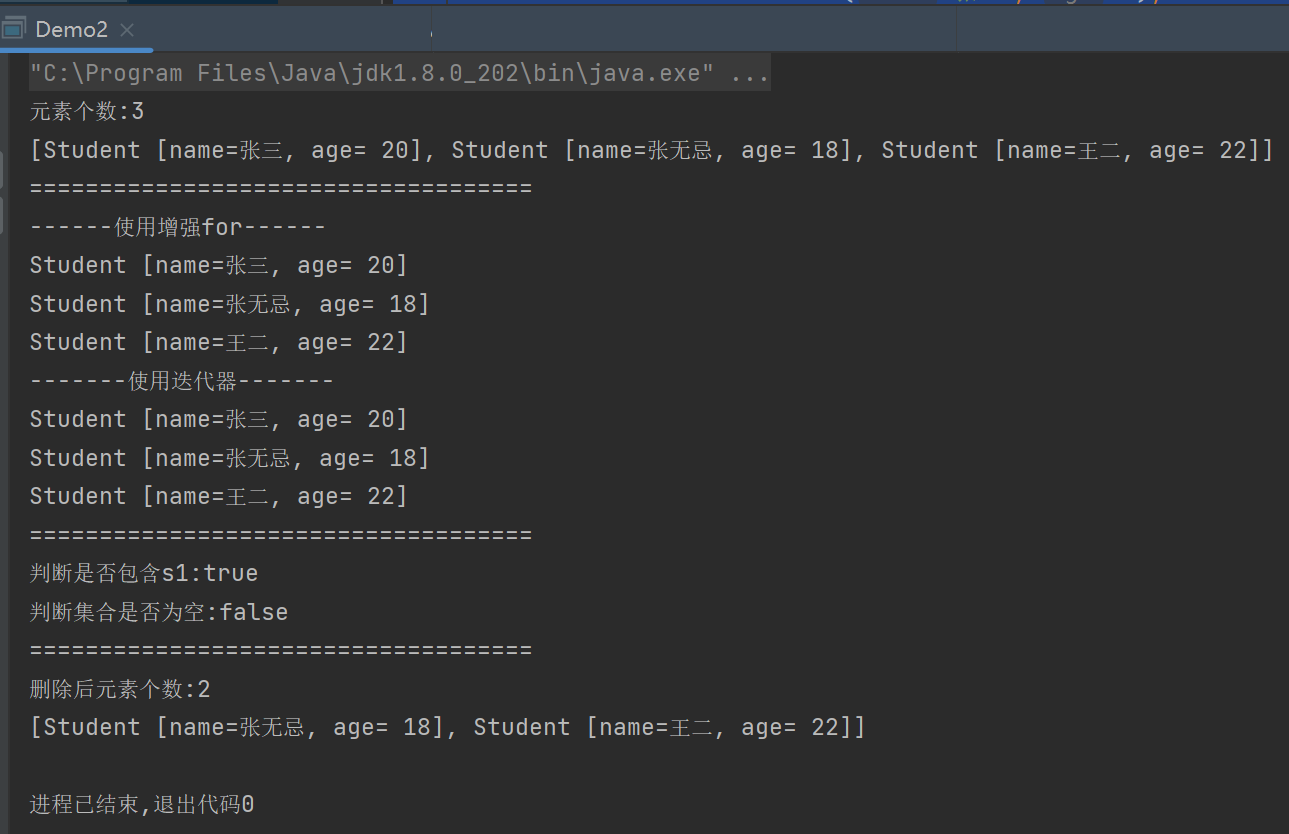 Demo2
"C:\Program Files\Java\jdk1.8.0_202\bin\java.exe" ...
元素个数:3
[Student [name=张三, age= 20], Student [name=张无忌, age= 18], Student [name=王二, age= 22]]
====================================
------使用增强for------
Student [name=张三, age= 20]
Student [name=张无忌, age= 18]
Student [name=王二, age= 22]
-------使用迭代器-------
Student [name=张三, age= 20]
Student [name=张无忌, age= 18]
Student [name=王二, age= 22]
====================================
判断是否包含s1:true
判断集合是否为空:false
====================================
删除后元素个数:2
[Student [name=张无忌, age= 18], Student [name=王二, age= 22]]
进程已结束,退出代码0